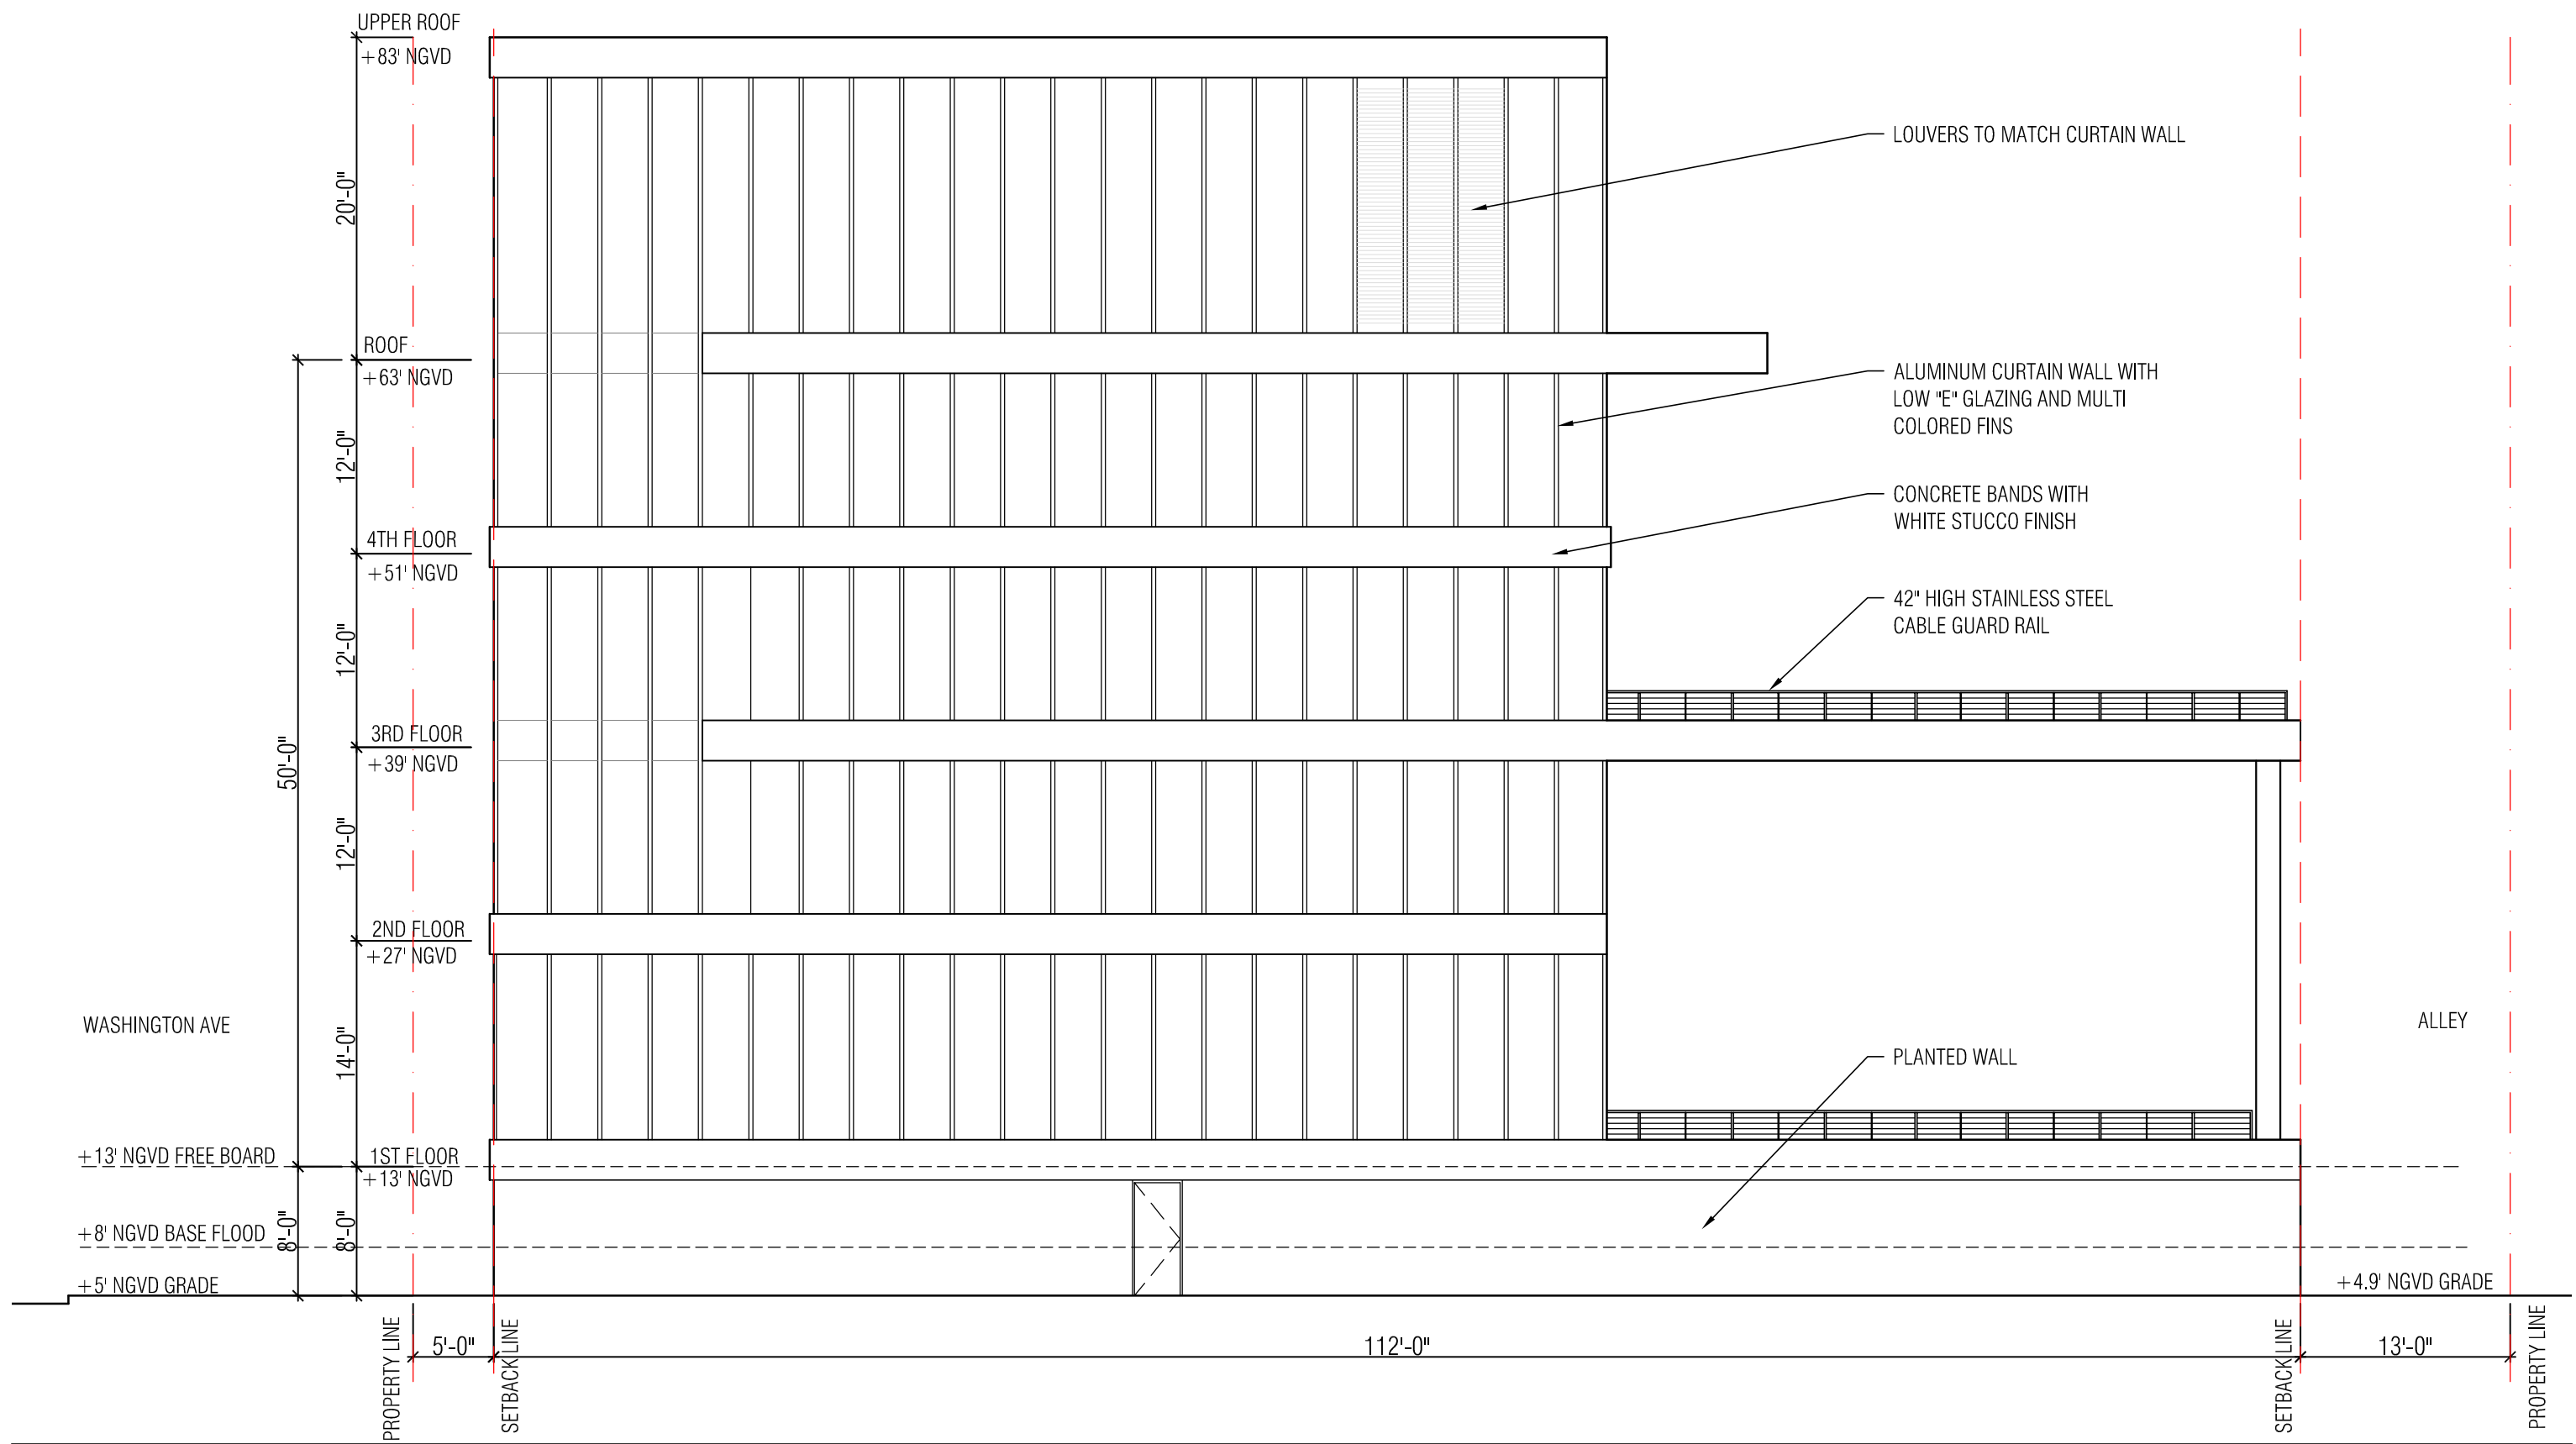 UPPER ROOF
+83' NGVD
LOUVERS TO MATCH CURTAIN WALL
20'-0"
ROOF
+63' NGVD
ALUMINUM CURTAIN WALL WITH
LOW "E" GLAZING AND MULTI
COLORED FINS
12'-0"
CONCRETE BANDS WITH
WHITE STUCCO FINISH
4TH FLOOR
+51' NGVD
42" HIGH STAINLESS STEEL
CABLE GUARD RAIL
12'-0"
3RD FLOOR
+39' NGVD
50'-0"
12'-0"
2ND FLOOR
+27' NGVD
WASHINGTON AVE
ALLEY
14'-0"
PLANTED WALL
+13' NGVD FREE BOARD
1ST FLOOR
+13' NGVD
+8' NGVD BASE FLOOD
8'-0"
8'-0"
+5' NGVD GRADE
+4.9' NGVD GRADE
PROPERTY LINE
5'-0"
SETBACK LINE
112'-0"
SETBACK LINE
13'-0"
PROPERTY LINE